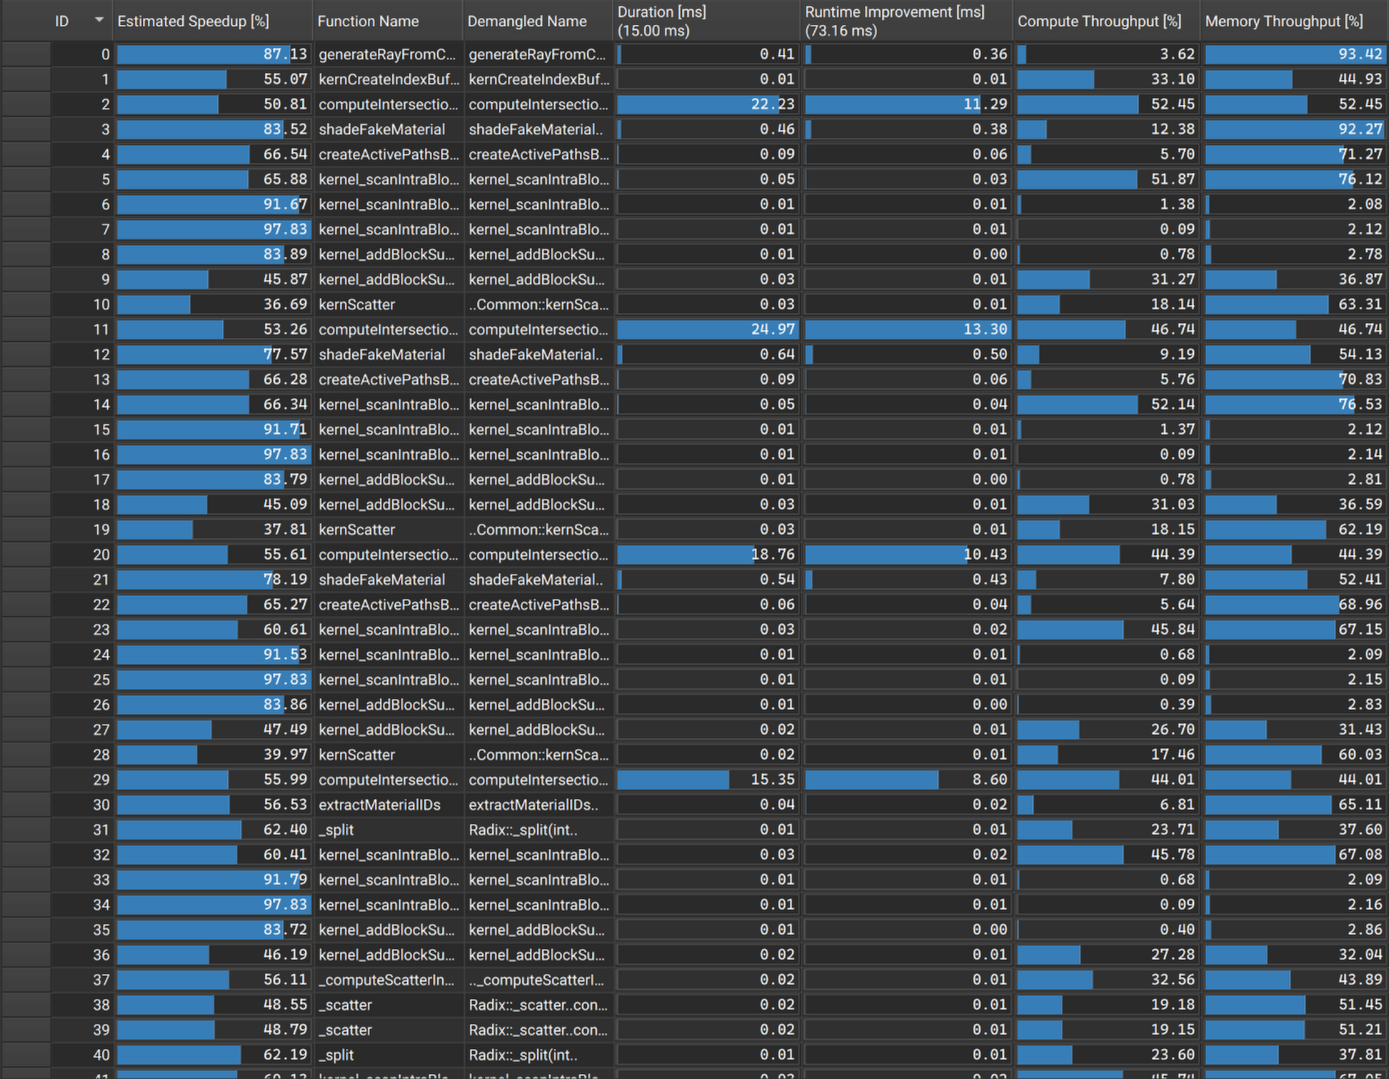 ID Estimated Speedup [%] Function Name Demangled Name Duration [ms] (15.00 ms) Runtime Improvement [ms] (73.16 ms) Compute Throughput [%] Memory Throughput [%]
0 87.13 generateRayFromC... generateRayFromC... 0.41 0.36 3.62 93.42
1 55.07 kernCreateIndexBuf... kernCreateIndexBuf... 0.01 0.01 33.10 44.93
2 50.81 computeIntersectio... computeIntersectio... 22.23 11.29 52.45 52.45
3 83.52 shadeFakeMaterial shadeFakeMaterial.. 0.46 0.38 12.38 92.27
4 66.54 createActivePathsB... createActivePathsB... 0.09 0.06 5.70 71.27
5 65.88 kernel_scanIntraBlo... kernel_scanIntraBlo... 0.05 0.03 51.87 76.12
6 91.67 kernel_scanIntraBlo... kernel_scanIntraBlo... 0.01 0.01 1.38 2.08
7 97.83 kernel_scanIntraBlo... kernel_scanIntraBlo... 0.01 0.01 0.09 2.12
8 83.89 kernel_addBlockSu... kernel_addBlockSu... 0.01 0.00 0.78 2.78
9 45.87 kernel_addBlockSu... kernel_addBlockSu... 0.03 0.01 31.27 36.87
10 36.69 kernScatter ..Common::kernSca... 0.03 0.01 18.14 63.31
11 53.26 computeIntersectio... computeIntersectio... 24.97 13.30 46.74 46.74
12 77.57 shadeFakeMaterial shadeFakeMaterial.. 0.64 0.50 9.19 54.13
13 66.28 createActivePathsB... createActivePathsB... 0.09 0.06 5.76 70.83
14 66.34 kernel_scanIntraBlo... kernel_scanIntraBlo... 0.05 0.04 52.14 76.53
15 91.71 kernel_scanIntraBlo... kernel_scanIntraBlo... 0.01 0.01 1.37 2.12
16 97.83 kernel_scanIntraBlo... kernel_scanIntraBlo... 0.01 0.01 0.09 2.14
17 83.79 kernel_addBlockSu... kernel_addBlockSu... 0.01 0.00 0.78 2.81
18 45.09 kernel_addBlockSu... kernel_addBlockSu... 0.03 0.01 31.03 36.59
19 37.81 kernScatter ..Common::kernSca... 0.03 0.01 18.15 62.19
20 55.61 computeIntersectio... computeIntersectio... 18.76 10.43 44.39 44.39
21 78.19 shadeFakeMaterial shadeFakeMaterial.. 0.54 0.43 7.80 52.41
22 65.27 createActivePathsB... createActivePathsB... 0.06 0.04 5.64 68.96
23 60.61 kernel_scanIntraBlo... kernel_scanIntraBlo... 0.03 0.02 45.84 67.15
24 91.53 kernel_scanIntraBlo... kernel_scanIntraBlo... 0.01 0.01 0.68 2.09
25 97.83 kernel_scanIntraBlo... kernel_scanIntraBlo... 0.01 0.01 0.09 2.15
26 83.86 kernel_addBlockSu... kernel_addBlockSu... 0.01 0.00 0.39 2.83
27 47.49 kernel_addBlockSu... kernel_addBlockSu... 0.02 0.01 26.70 31.43
28 39.97 kernScatter ..Common::kernSca... 0.02 0.01 17.46 60.03
29 55.99 computeIntersectio... computeIntersectio... 15.35 8.60 44.01 44.01
30 56.53 extractMaterialIDs extractMaterialIDs.. 0.04 0.02 6.81 65.11
31 62.40 _split Radix::_split(int.. 0.01 0.01 23.71 37.60
32 60.41 kernel_scanIntraBlo... kernel_scanIntraBlo... 0.03 0.02 45.78 67.08
33 91.79 kernel_scanIntraBlo... kernel_scanIntraBlo... 0.01 0.01 0.68 2.09
34 97.83 kernel_scanIntraBlo... kernel_scanIntraBlo... 0.01 0.01 0.09 2.16
35 83.72 kernel_addBlockSu... kernel_addBlockSu... 0.01 0.00 0.40 2.86
36 46.19 kernel_addBlockSu... kernel_addBlockSu... 0.02 0.01 27.28 32.04
37 56.11 _computeScatterIn... .._computeScatterI... 0.02 0.01 32.56 43.89
38 48.55 _scatter Radix::_scatter..con... 0.02 0.01 19.18 51.45
39 48.79 _scatter Radix::_scatter..con... 0.02 0.01 19.15 51.21
40 62.19 _split Radix::_split(int.. 0.01 0.01 23.60 37.81